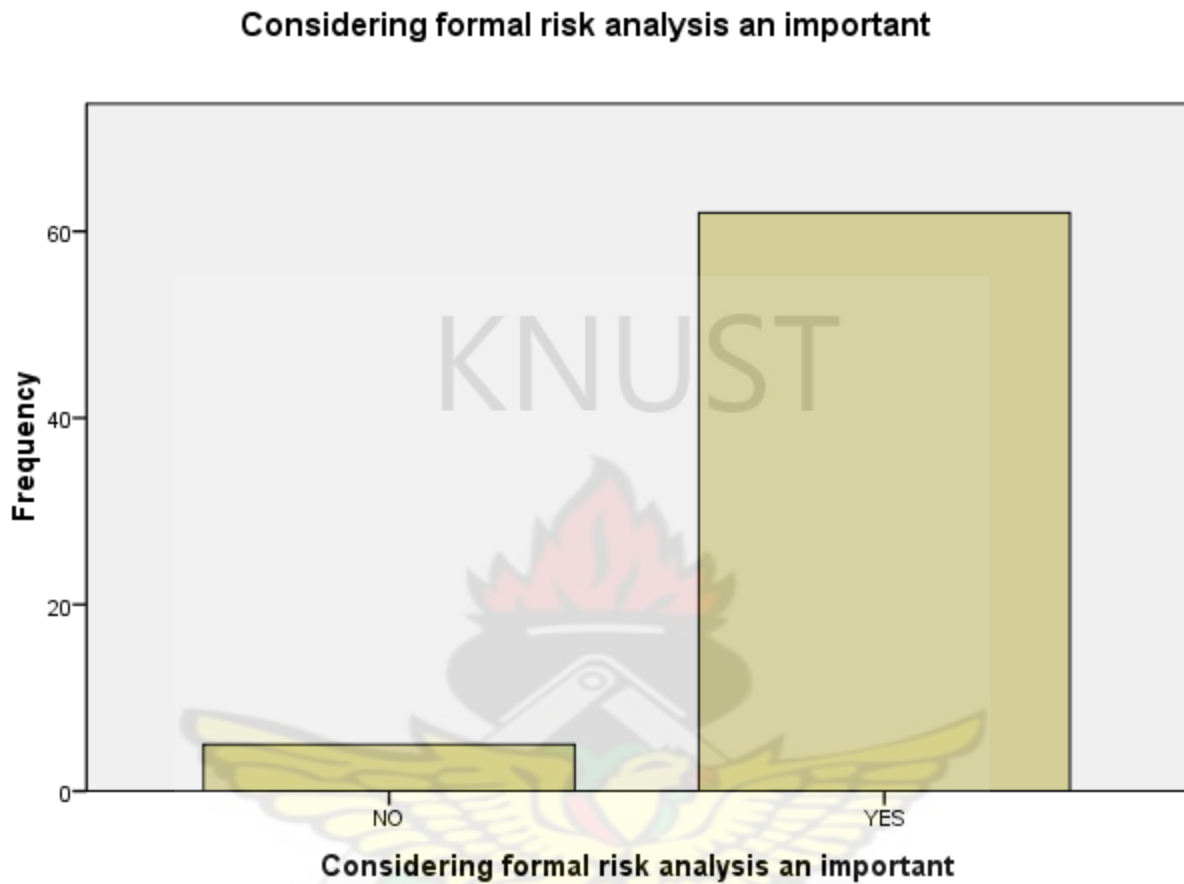 Considering formal risk analysis an important
Frequency
60
40
20
0
KNUST
NO YES
Considering formal risk analysis an important